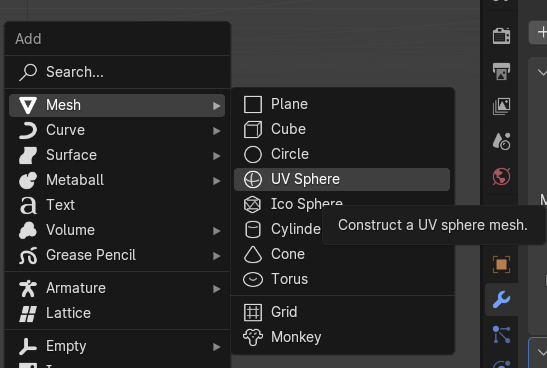 Add
Search...
Mesh
Curve
Surface
Metaball
Text
Volume
Grease Pencil
Armature
Lattice
Empty
Plane
Cube
Circle
UV Sphere
Ico Sphere
Cylinde
Cone
Torus
Grid
Monkey
Construct a UV sphere mesh.